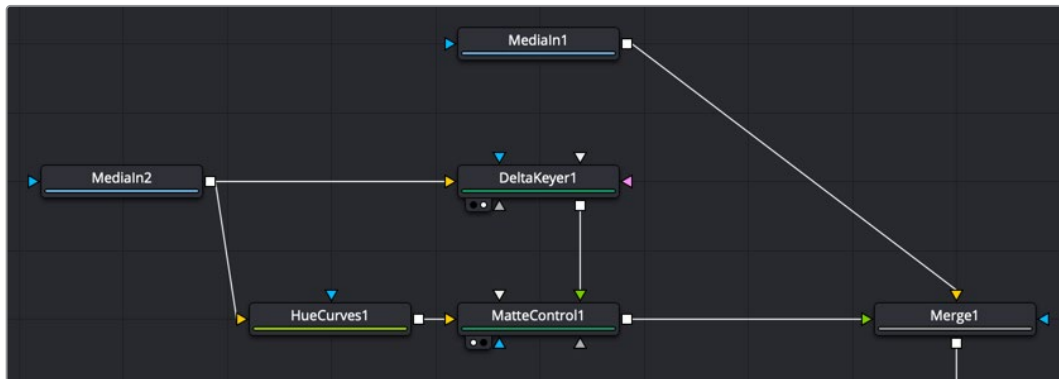 MediaIn1
MediaIn2
DeltaKeyer1
HueCurves1
MatteControl1
Merge1